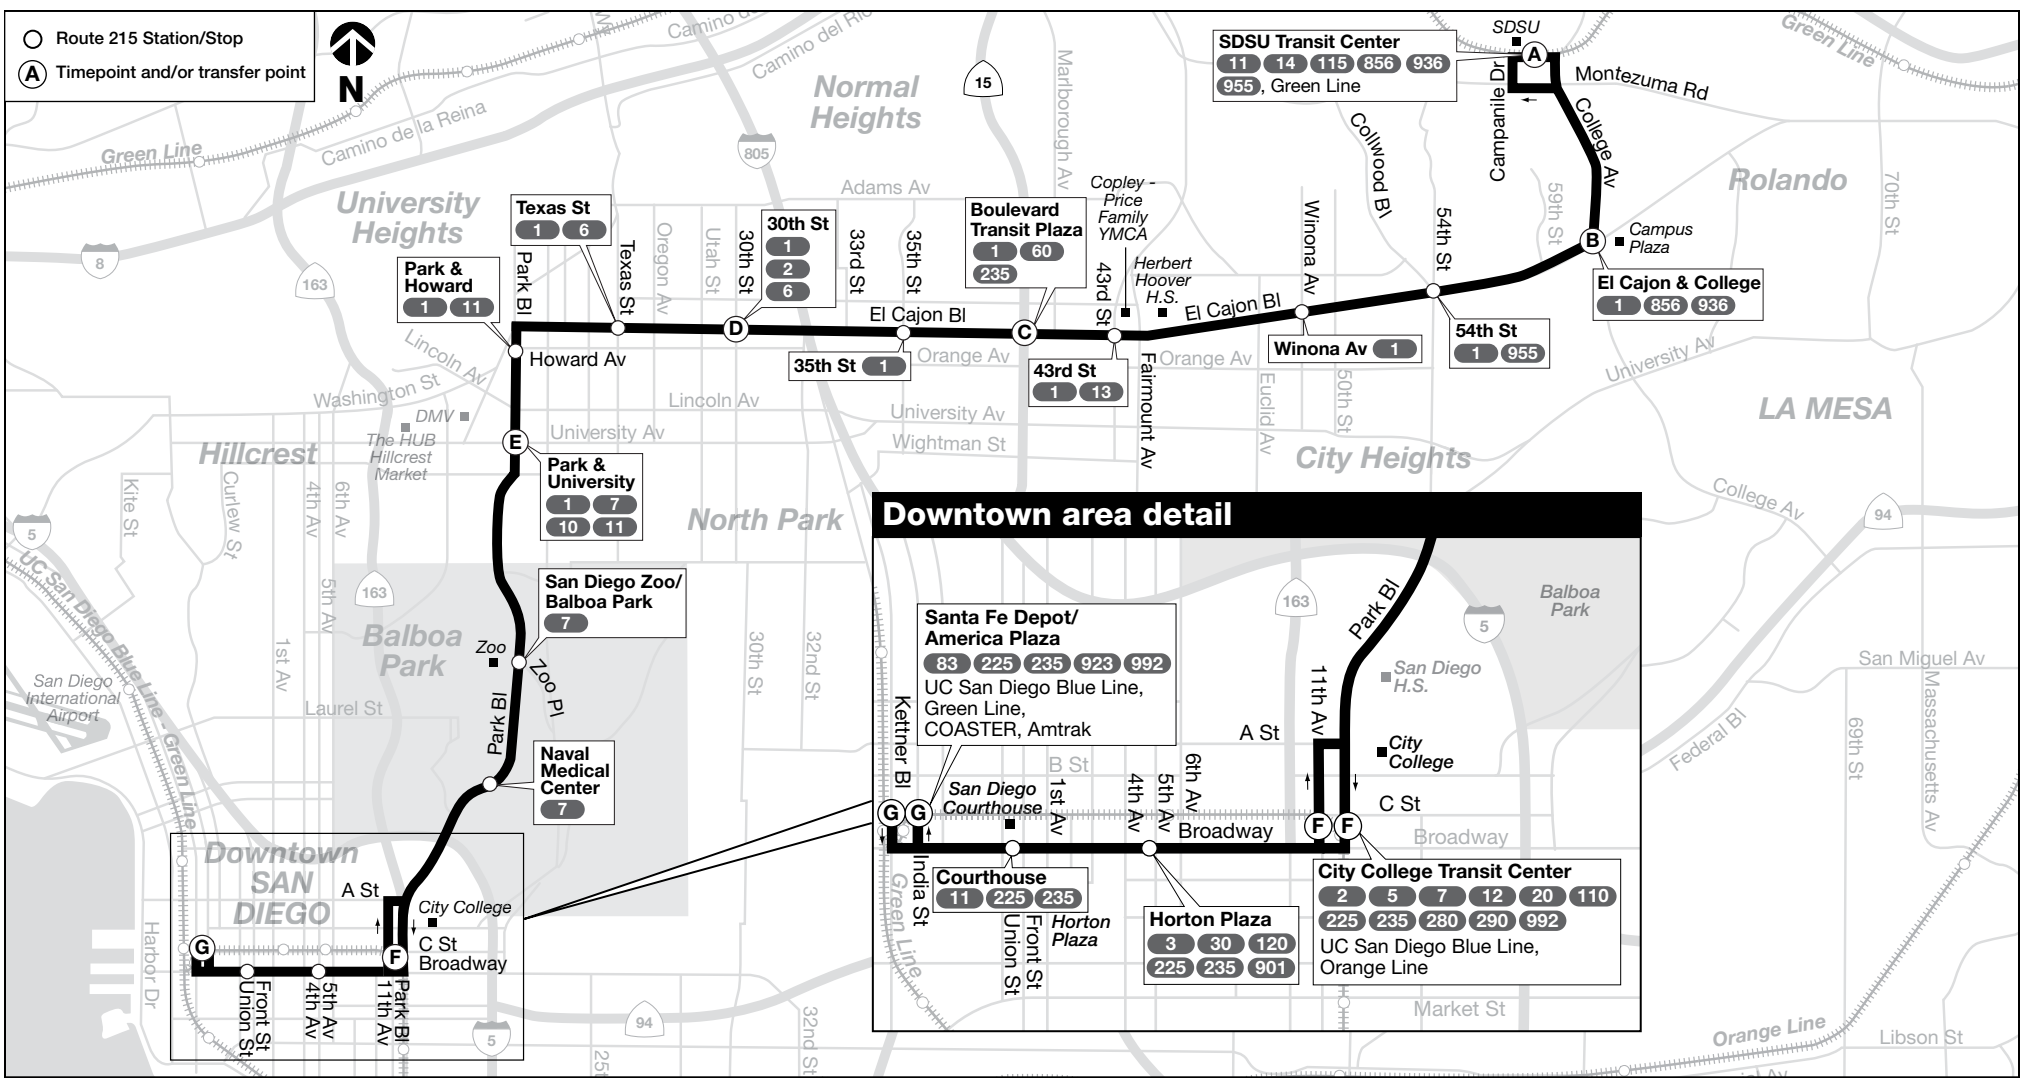 Route 215 Station/Stop
A Timepoint and/or transfer point
N
Green Line
Camino de la Reina
Camino del Rio
Normal
Heights
15
Marlborough Av
SDSU Transit Center
11 14 115 856 936
955, Green Line
SDSU
A
Campanile Dr
Montezuma Rd
Green Line
College Av
Collwood Bl
Rolando
70th St
59th St
805
8
163
University
Heights
Adams Av
Texas St
1 6
Park &
Howard
1 11
Park Bl
Texas St
Oregon Av
Utah St
30th St
30th St
1
2
6
33rd St
35th St
Boulevard
Transit Plaza
1 60
235
Copley -
Price
Family
YMCA
43rd St
Herbert
Hoover
H.S.
Winona Av
54th St
B
Campus
Plaza
El Cajon & College
1 856 936
D
El Cajon Bl
C
El Cajon Bl
Howard Av
35th St 1
Orange Av
43rd St
1 13
Fairmount Av
Orange Av
Winona Av 1
54th St
1 955
University Av
Euclid Av
50th St
LA MESA
Lincoln Av
Washington St
DMV
The HUB
Hillcrest
Market
Lincoln Av
University Av
Wightman St
City Heights
Hillcrest
E
University Av
Park &
University
1 7
10 11
North Park
Kite St
Curlew St
4th Av
6th Av
5th Av
1st Av
5
UC San Diego Blue Line - Green Line
163
Balboa
Park
San Diego Zoo/
Balboa Park
7
Zoo
Zoo Pl
Park Bl
30th St
32nd St
San Diego
International
Airport
Laurel St
Naval
Medical
Center
7
Downtown
SAN
DIEGO
A St
City College
G
F
C St
Broadway
Harbor Dr
Union St
Front St
4th Av
5th Av
11th Av
Park Bl
5
94
32nd St
College Av
94
San Miguel Av
Federal Bl
69th St
Massachusetts Av
Orange Line
Libson St
Downtown area detail
163
Park Bl
5
Balboa
Park
Santa Fe Depot/
America Plaza
83 225 235 923 992
UC San Diego Blue Line,
Green Line,
COASTER, Amtrak
11th Av
San Diego
H.S.
Kettner Bl
A St
City
College
B St
San Diego
Courthouse
1st Av
4th Av
5th Av
6th Av
C St
G G
Broadway
F F
Broadway
India St
Green Line
Courthouse
11 225 235
Union St
Front St
Horton
Plaza
Horton Plaza
3 30 120
225 235 901
City College Transit Center
2 5 7 12 20 110
225 235 280 290 992
UC San Diego Blue Line,
Orange Line
Market St